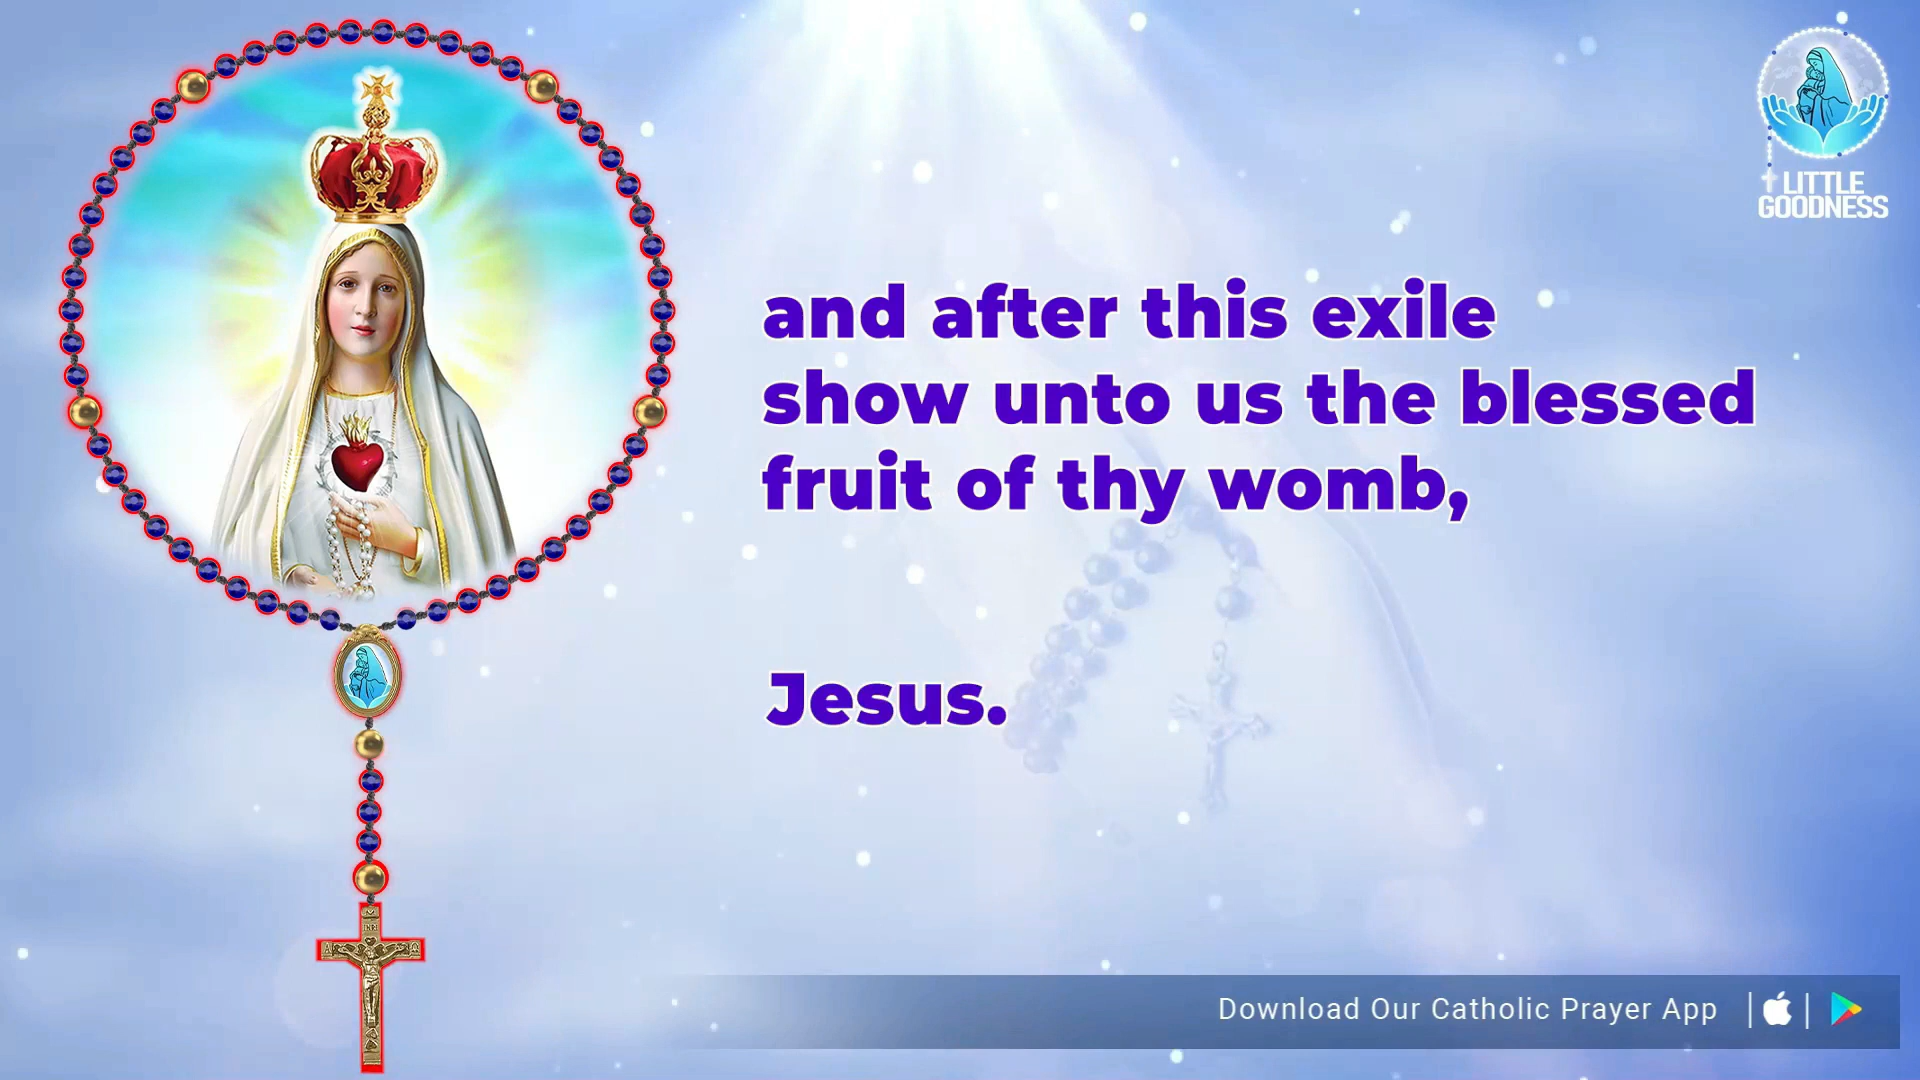 LITTLE
GOODNESS
and after this exile
show unto us the blessed
fruit of thy womb,
Jesus.
INRI
Download Our Catholic Prayer App